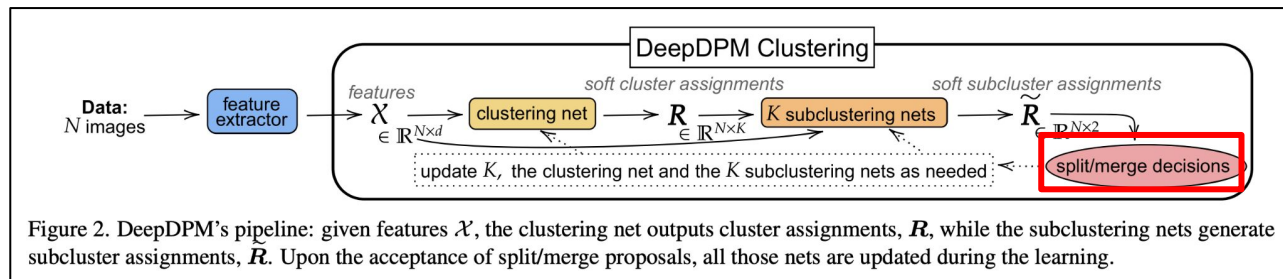 DeepDPM Clustering
features
soft cluster assignments
soft subcluster assignments
Data:
N images
feature
extractor
𝒳
∈ ℝ^{N×d}
clustering net
R
∈ ℝ^{N×K}
K subclustering nets
R̃
∈ ℝ^{N×2}
update K, the clustering net and the K subclustering nets as needed
split/merge decisions
Figure 2. DeepDPM's pipeline: given features 𝒳, the clustering net outputs cluster assignments, R, while the subclustering nets generate
subcluster assignments, R̃. Upon the acceptance of split/merge proposals, all those nets are updated during the learning.